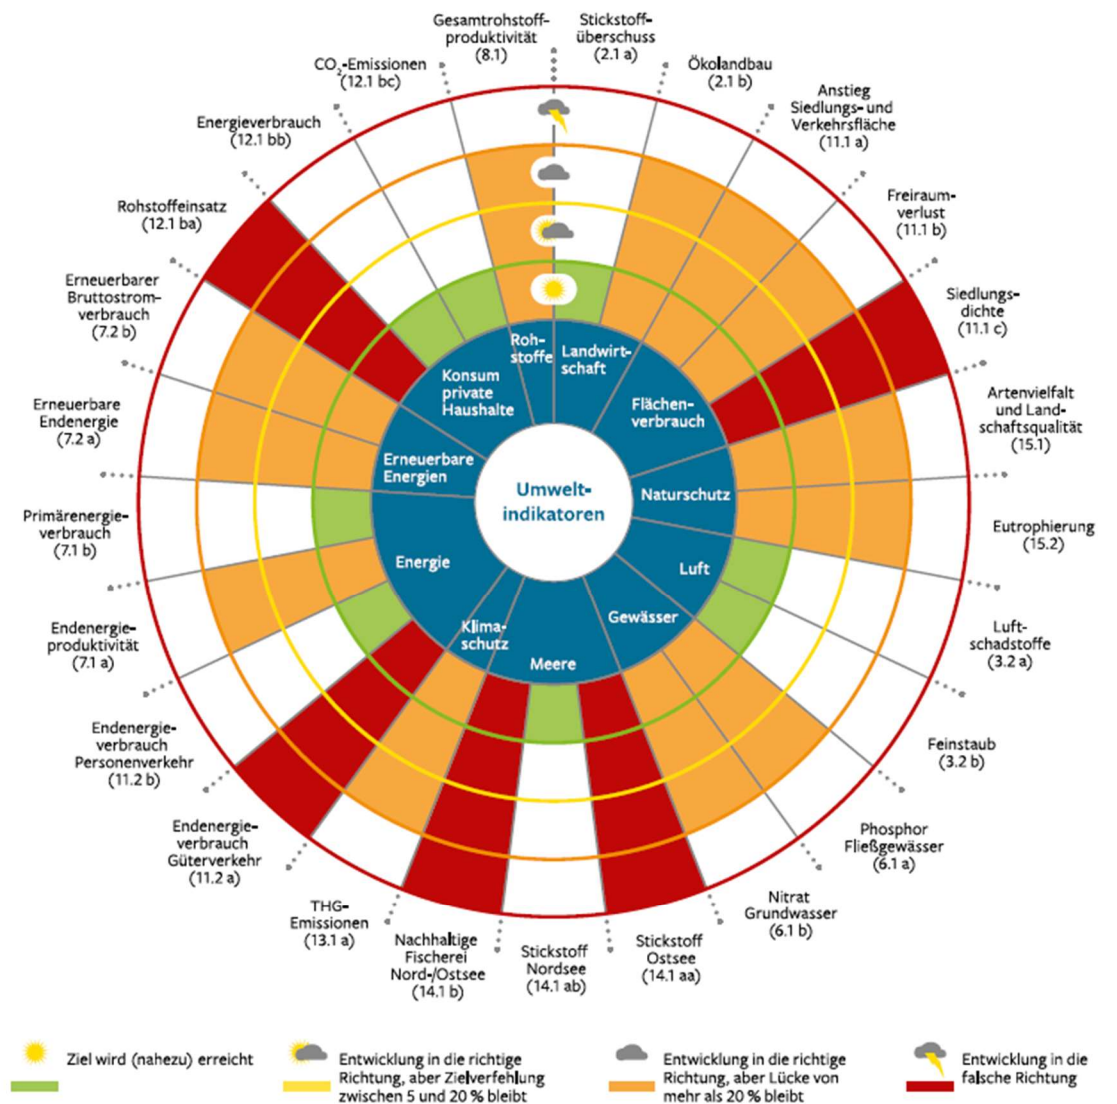 Gesamtrohstoff-
produktivität
(8.1)
Stickstoff-
überschuss
(2.1 a)
Ökolandbau
(2.1 b)
Anstieg
Siedlungs- und
Verkehrsfläche
(11.1 a)
Freiraum-
verlust
(11.1 b)
Siedlungs-
dichte
(11.1 c)
Artenvielfalt
und Land-
schaftsqualität
(15.1)
Eutrophierung
(15.2)
Luft-
schadstoffe
(3.2 a)
Feinstaub
(3.2 b)
Phosphor
Fließgewässer
(6.1 a)
Nitrat
Grundwasser
(6.1 b)
Stickstoff
Ostsee
(14.1 aa)
Stickstoff
Nordsee
(14.1 ab)
Nachhaltige
Fischerei
Nord-/Ostsee
(14.1 b)
THG-
Emissionen
(13.1 a)
Endenergie-
verbrauch
Güterverkehr
(11.2 a)
Endenergie-
verbrauch
Personenverkehr
(11.2 b)
Endenergie-
produktivität
(7.1 a)
Primärenergie-
verbrauch
(7.1 b)
Erneuerbare
Endenergie
(7.2 a)
Erneuerbarer
Bruttostrom-
verbrauch
(7.2 b)
Rohstoffeinsatz
(12.1 ba)
Energieverbrauch
(12.1 bb)
CO₂-Emissionen
(12.1 bc)
Roh-
stoffe
Landwirt-
schaft
Flächen-
verbrauch
Naturschutz
Luft
Gewässer
Meere
Klima-
schutz
Energie
Erneuerbare
Energien
Konsum
private
Haushalte
Umwelt-
indikatoren
Ziel wird (nahezu) erreicht
Entwicklung in die richtige
Richtung, aber Zielverfehlung
zwischen 5 und 20 % bleibt
Entwicklung in die richtige
Richtung, aber Lücke von
mehr als 20 % bleibt
Entwicklung in die
falsche Richtung